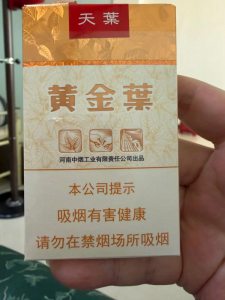 天葉
黄金葉
河南中烟工业有限责任公司出品
本公司提示
吸烟有害健康
请勿在禁烟场所吸烟